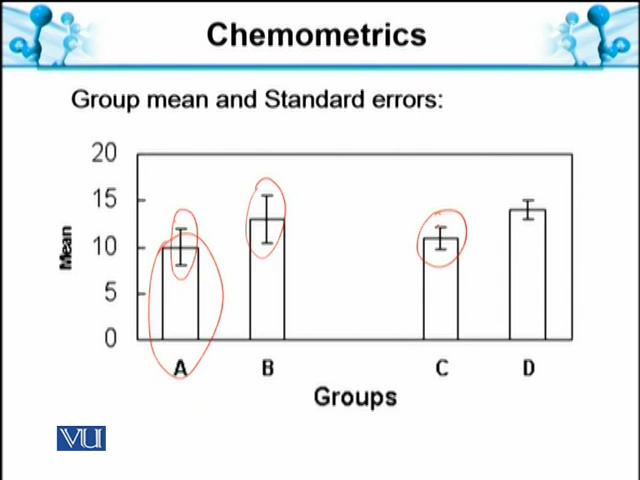 Chemometrics
Group mean and Standard errors:
20
15
10
5
0
Mean
A B C D
Groups
VU